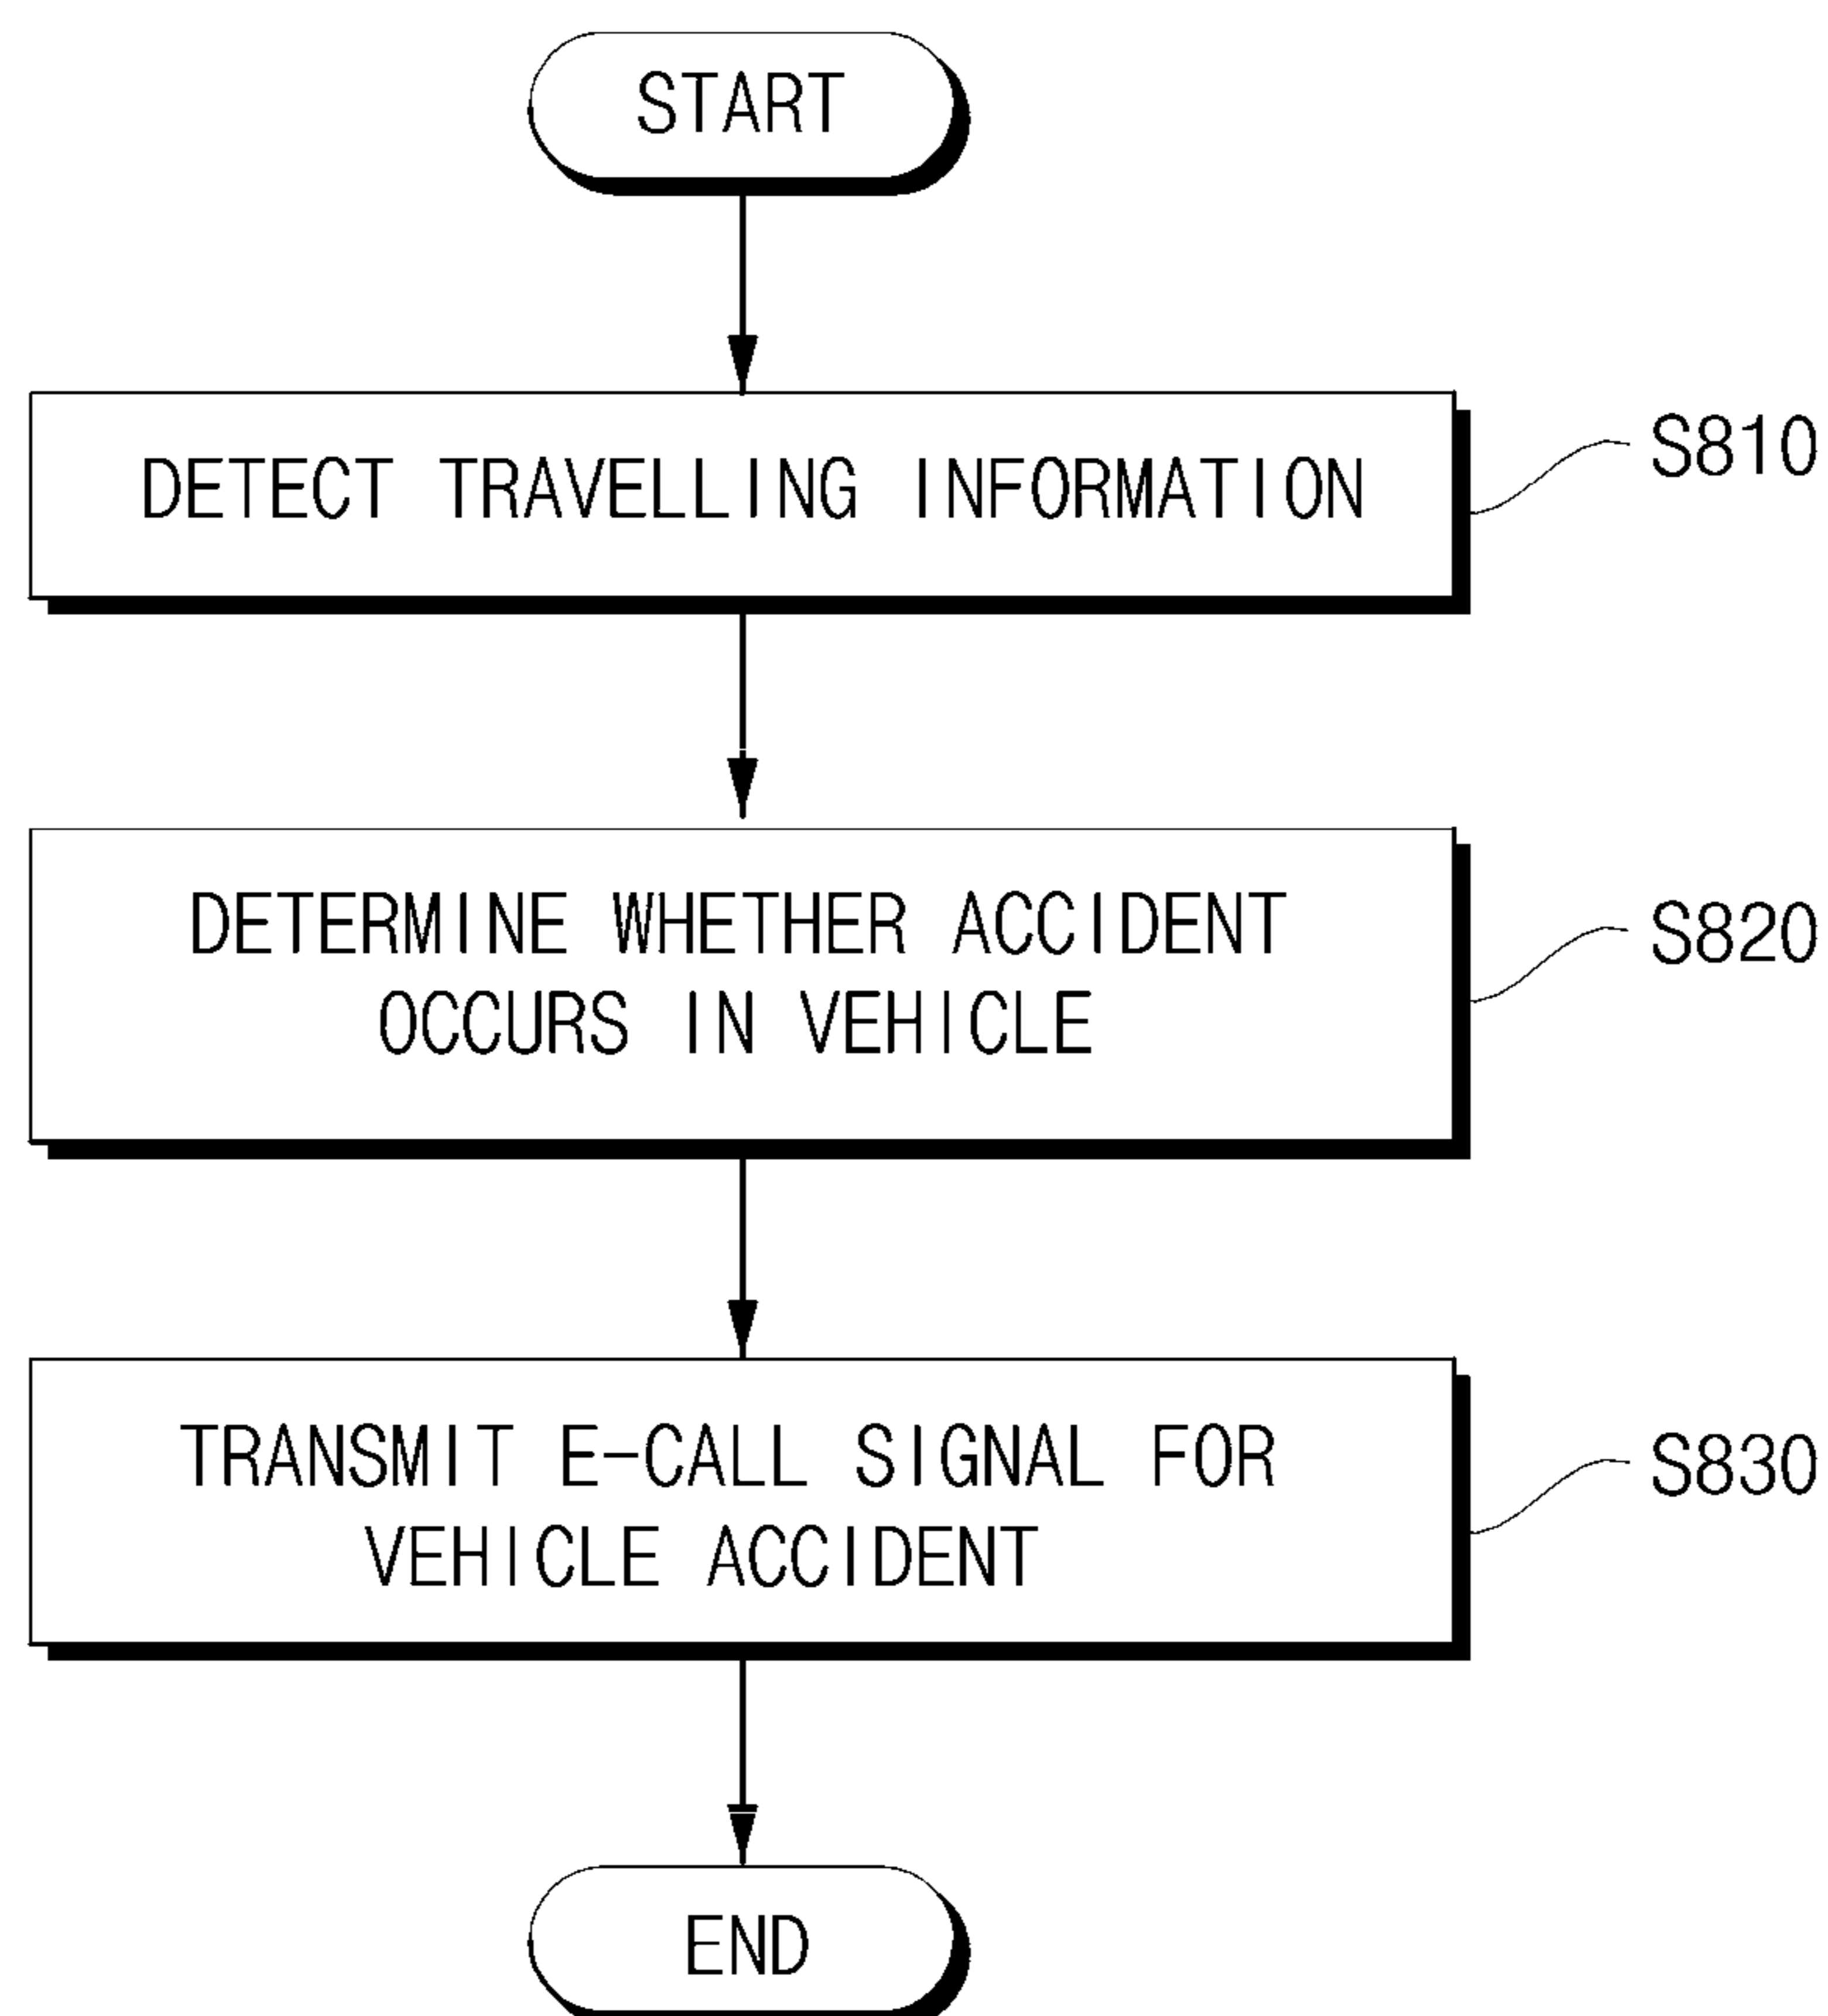 START
DETECT TRAVELLING INFORMATION
S810
DETERMINE WHETHER ACCIDENT
OCCURS IN VEHICLE
S820
TRANSMIT E-CALL SIGNAL FOR
VEHICLE ACCIDENT
S830
END